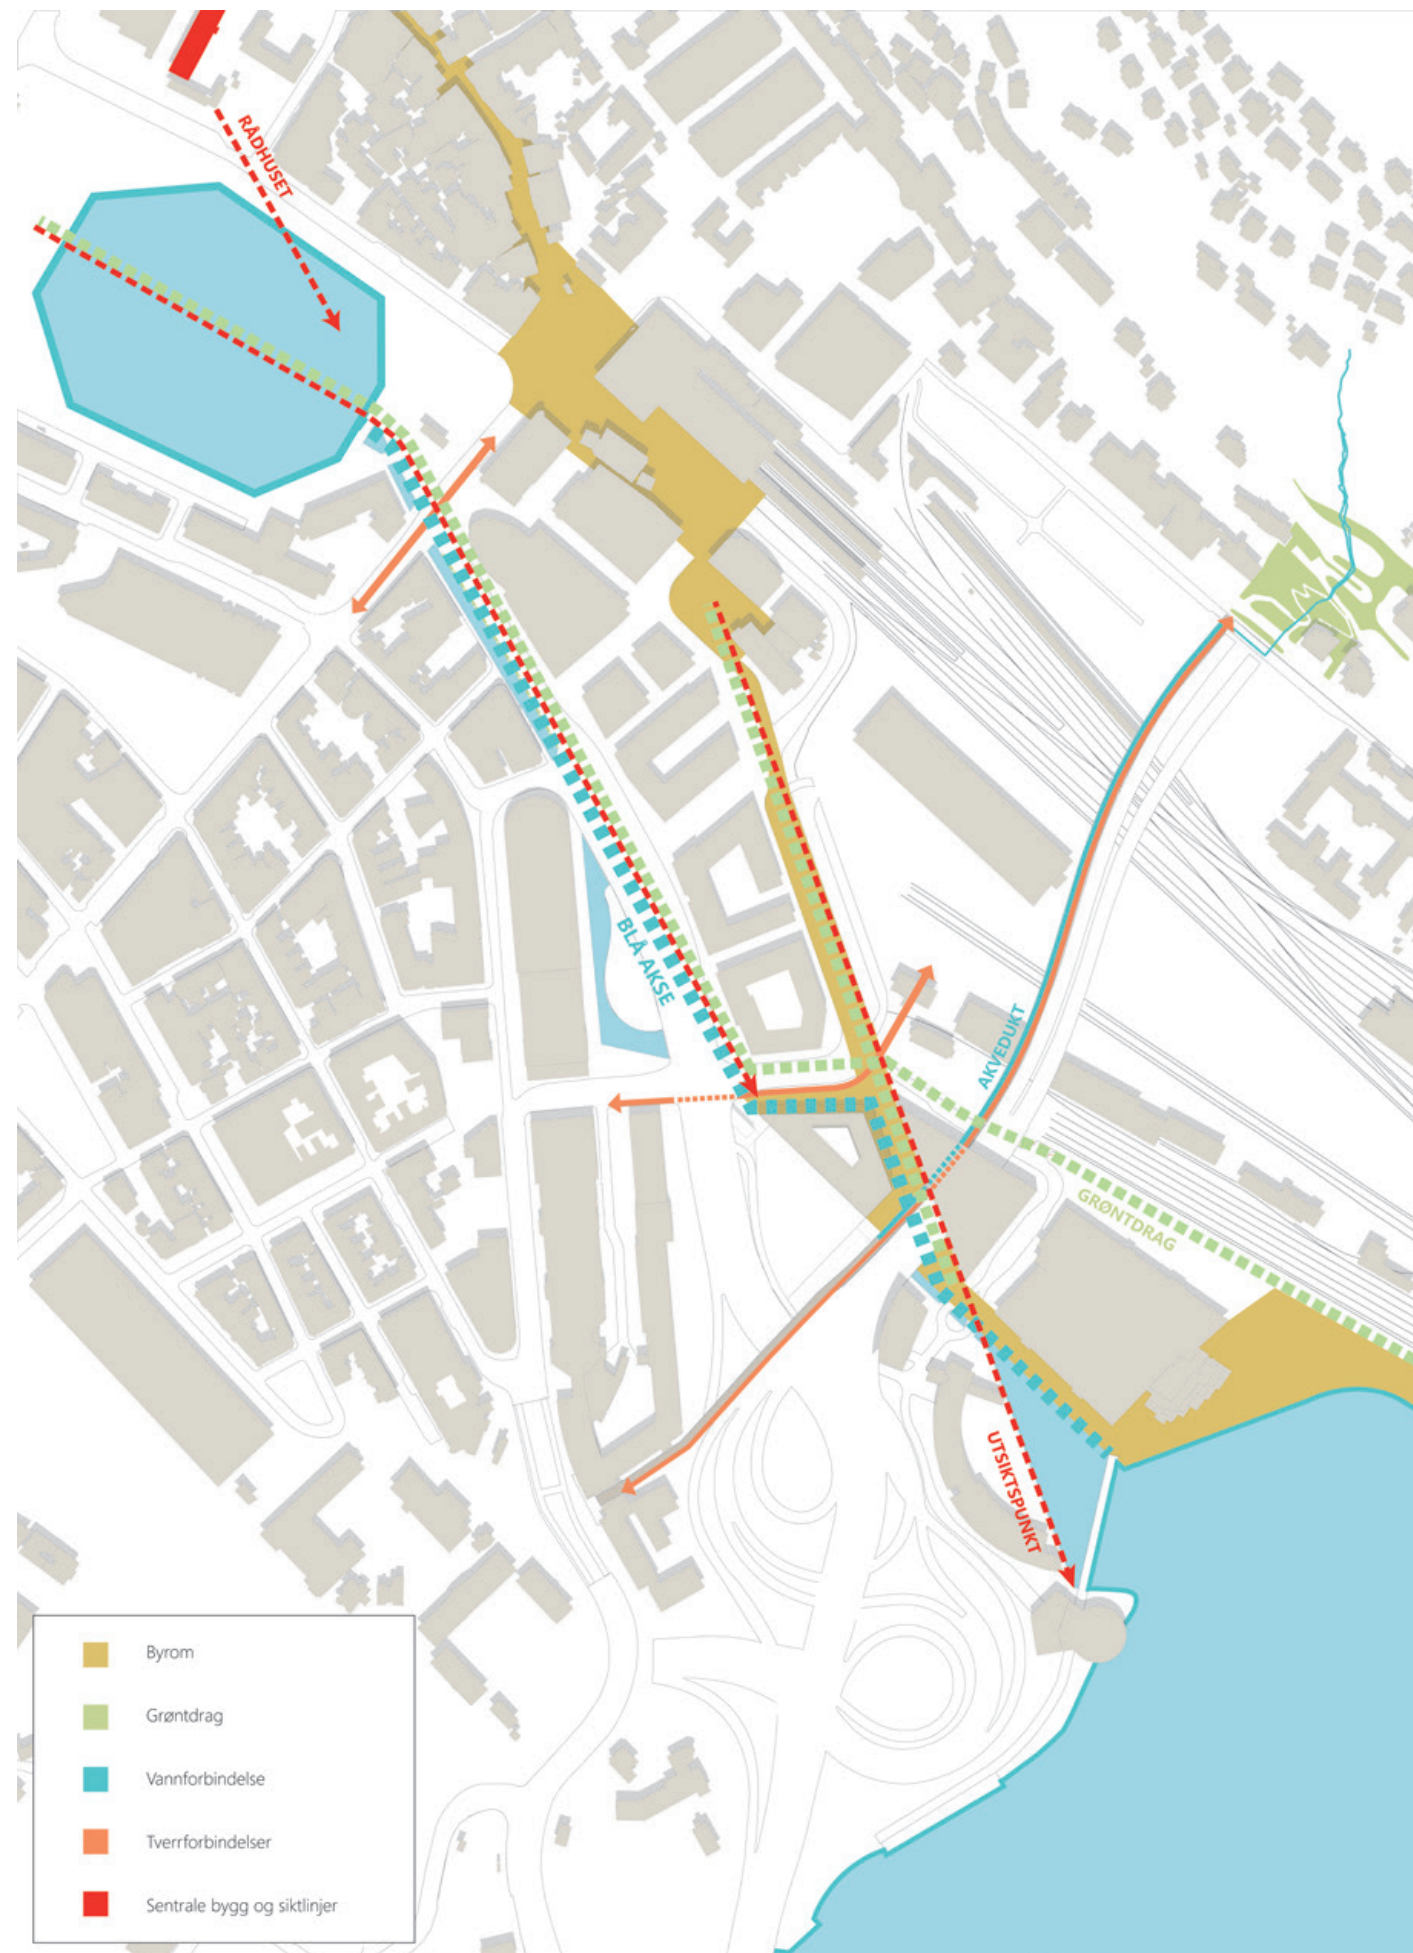 RÅDHUSET
BLÅ AKSE
AKVEDUKT
GRØNTDRAG
UTSIKTSPUNKT
Byrom
Grøntdrag
Vannforbindelse
Tverrforbindelser
Sentrale bygg og siktlinjer